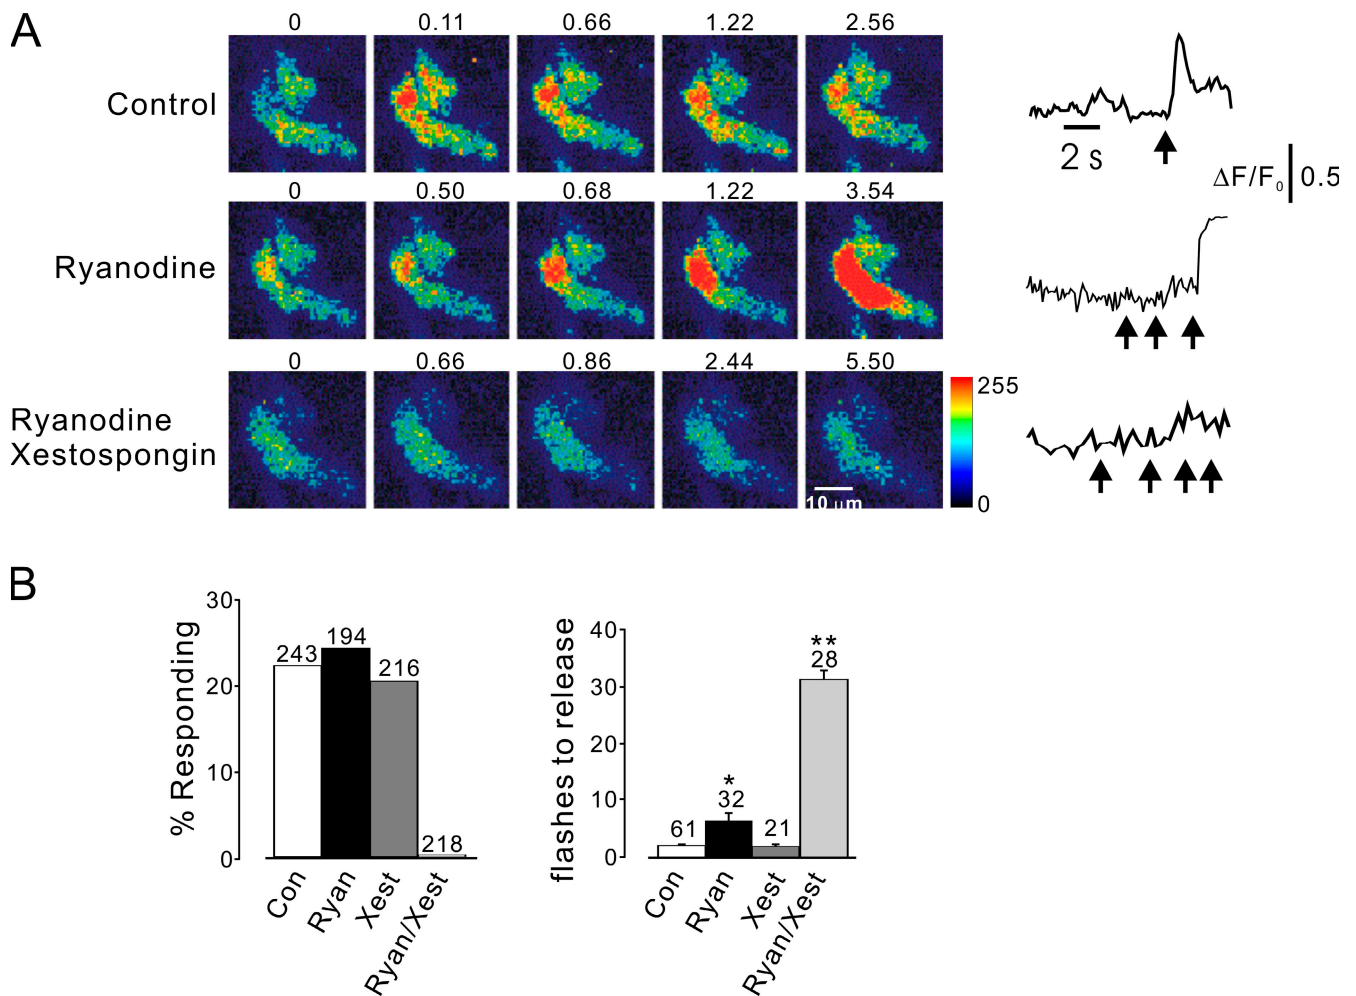 A
0 0.11 0.66 1.22 2.56
Control
2 s
ΔF/F0 0.5
0 0.50 0.68 1.22 3.54
Ryanodine
0 0.66 0.86 2.44 5.50
Ryanodine
Xestospongin
10 μm
255
0
B
% Responding
30
20
10
0
243 194 216 218
Con Ryan Xest Ryan/Xest
flashes to release
40
30
20
10
0
61 * 32 21 ** 28
Con Ryan Xest Ryan/Xest